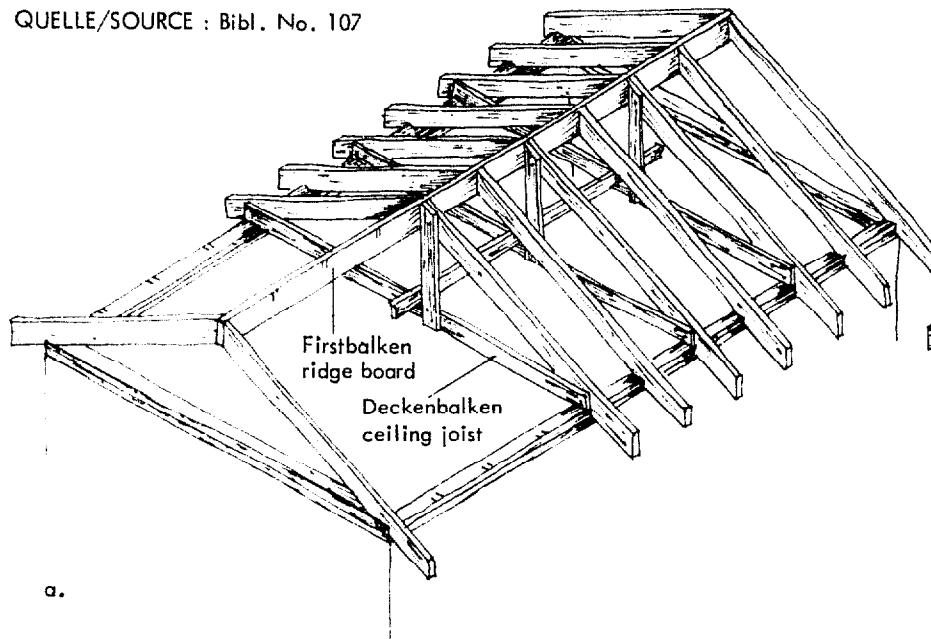 QUELLE/SOURCE : Bibl. No. 107
Firstbalken
ridge board
Deckenbalken
ceiling joist
a.